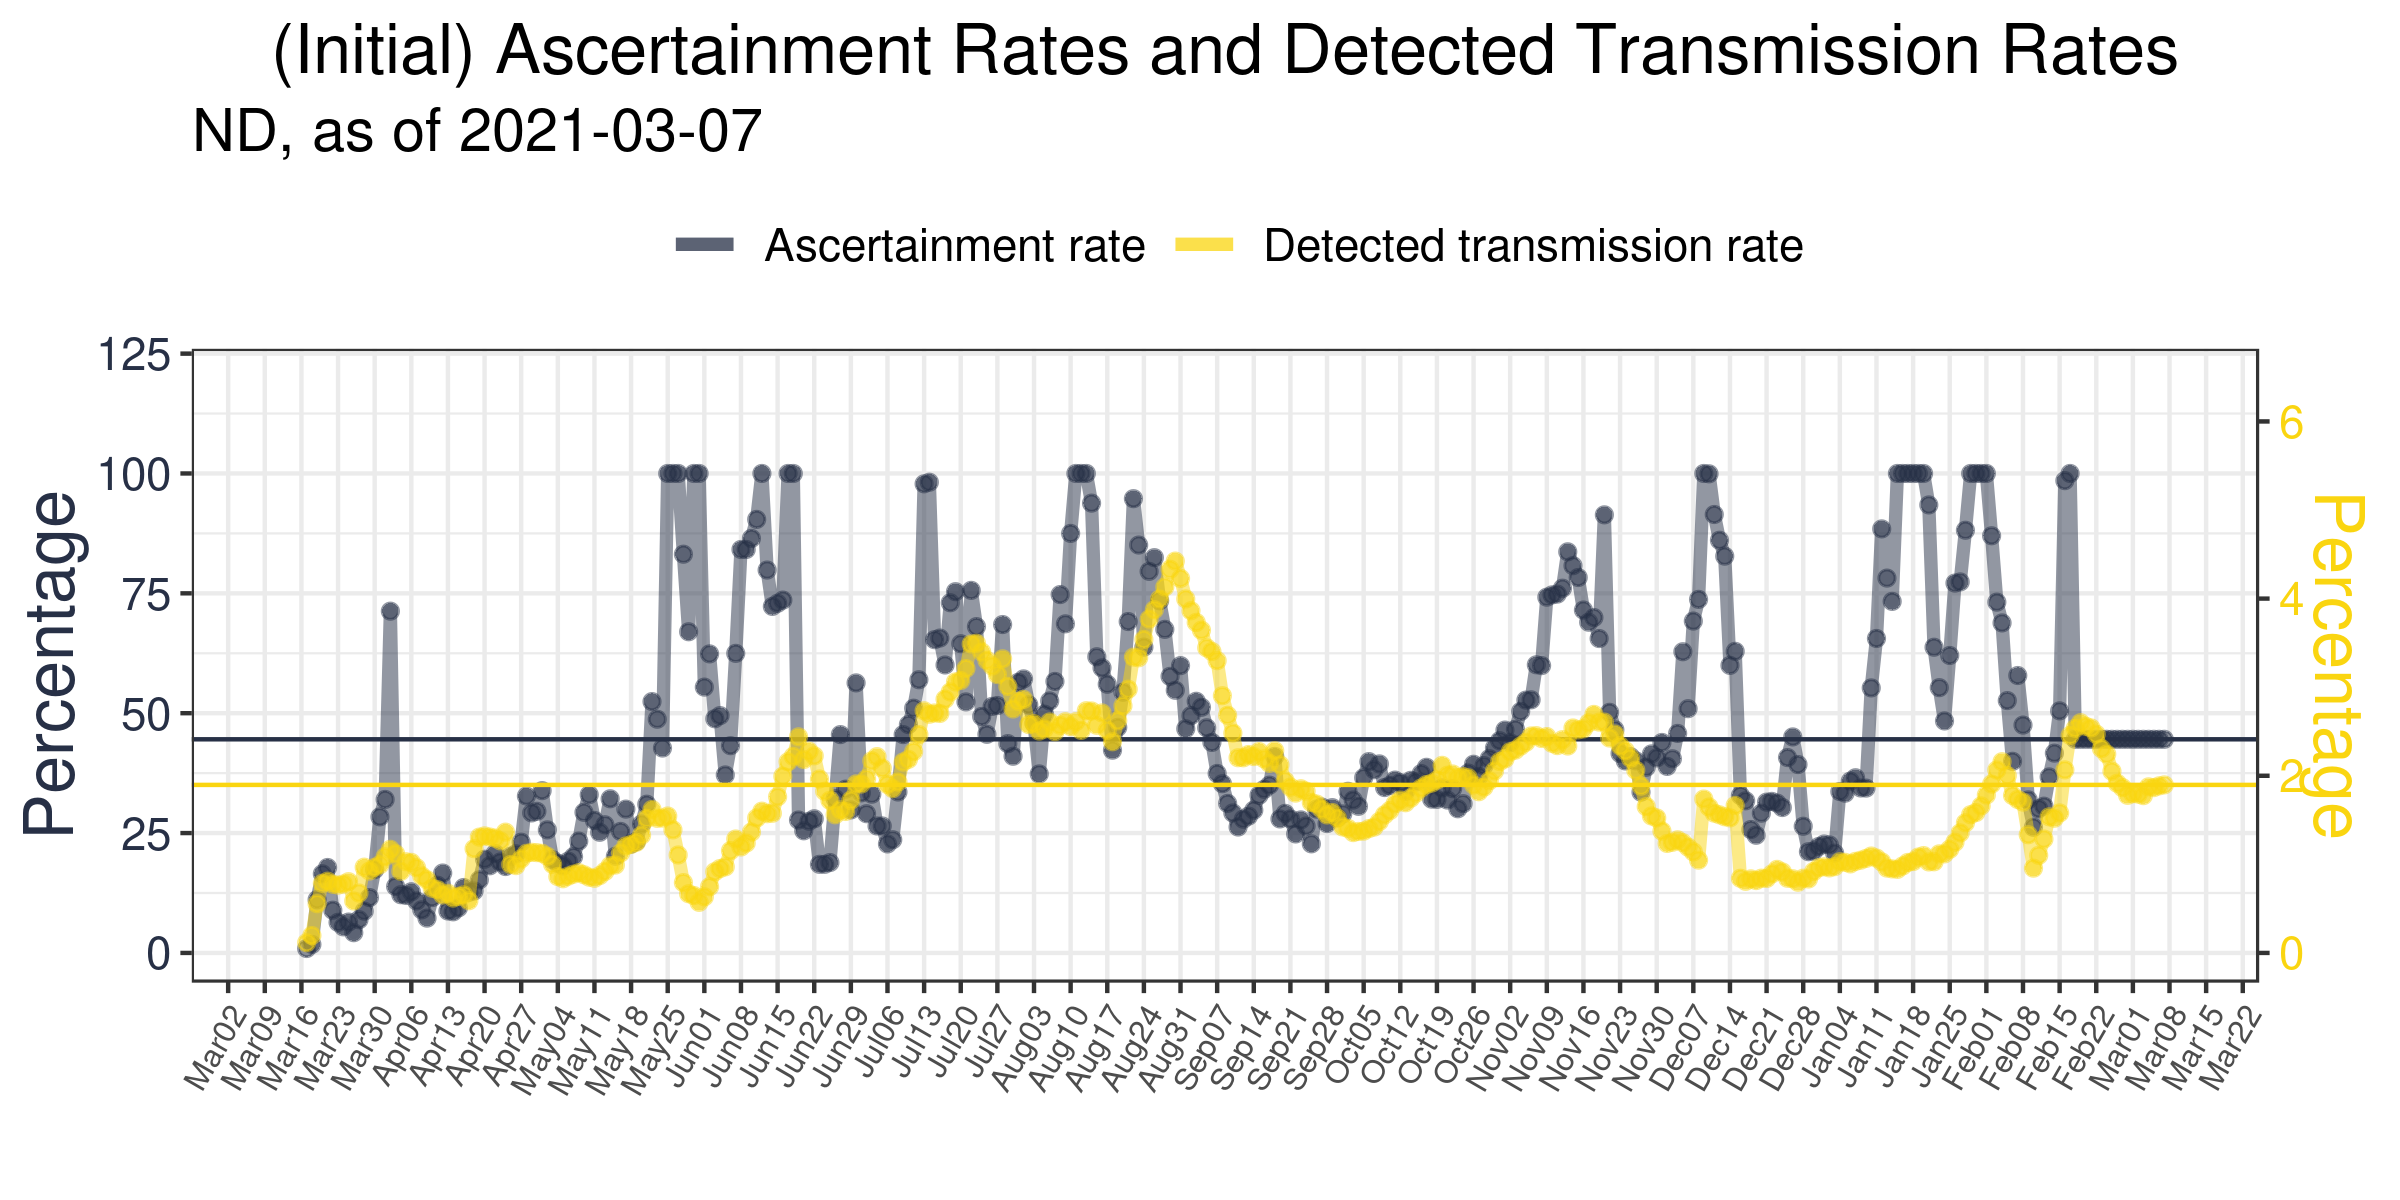 (Initial) Ascertainment Rates and Detected Transmission Rates
ND, as of 2021-03-07
Ascertainment rate
Detected transmission rate
125
100
75
50
25
0
Percentage
6
4
2
0
Percentage
Mar02
Mar09
Mar16
Mar23
Mar30
Apr06
Apr13
Apr20
Apr27
May04
May11
May18
May25
Jun01
Jun08
Jun15
Jun22
Jun29
Jul06
Jul13
Jul20
Jul27
Aug03
Aug10
Aug17
Aug24
Aug31
Sep07
Sep14
Sep21
Sep28
Oct05
Oct12
Oct19
Oct26
Nov02
Nov09
Nov16
Nov23
Nov30
Dec07
Dec14
Dec21
Dec28
Dec04
Jan11
Jan18
Jan25
Feb01
Feb08
Feb15
Feb22
Mar01
Mar08
Mar15
Mar22